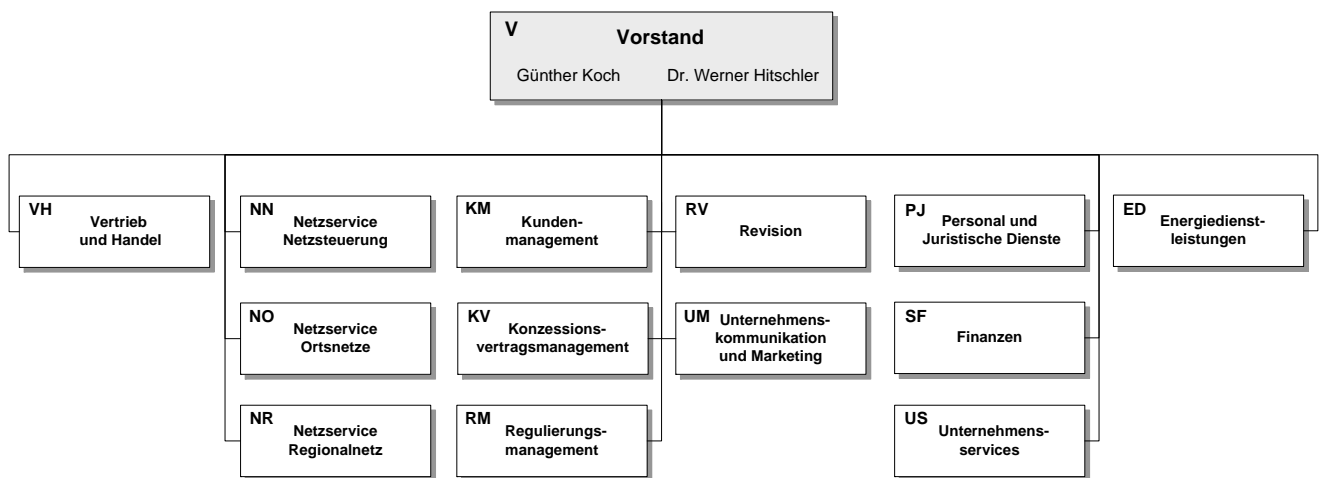 V
Vorstand
Günther Koch Dr. Werner Hitschler
VH
Vertrieb
und Handel
NN
Netzservice
Netzsteuerung
KM
Kunden-
management
RV
Revision
PJ
Personal und
Juristische Dienste
ED
Energiedienst-
leistungen
NO
Netzservice
Ortsnetze
KV
Konzessions-
vertragsmanagement
UM
Unternehmens-
kommunikation
und Marketing
SF
Finanzen
NR
Netzservice
Regionalnetz
RM
Regulierungs-
management
US
Unternehmens-
services